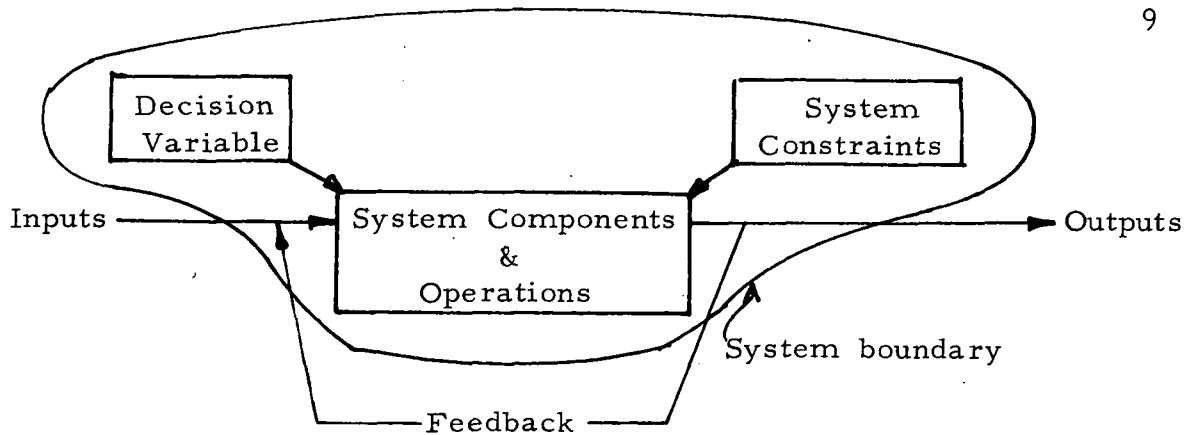 9
Decision
Variable
System
Constraints
Inputs
System Components
&
Operations
Outputs
System boundary
Feedback